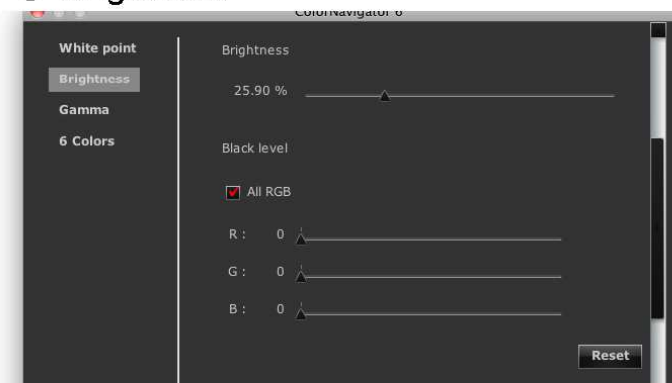 ColorNavigator 6
White point
Brightness
Gamma
6 Colors
Brightness
25.90 %
Black level
All RGB
R : 0
G : 0
B : 0
Reset